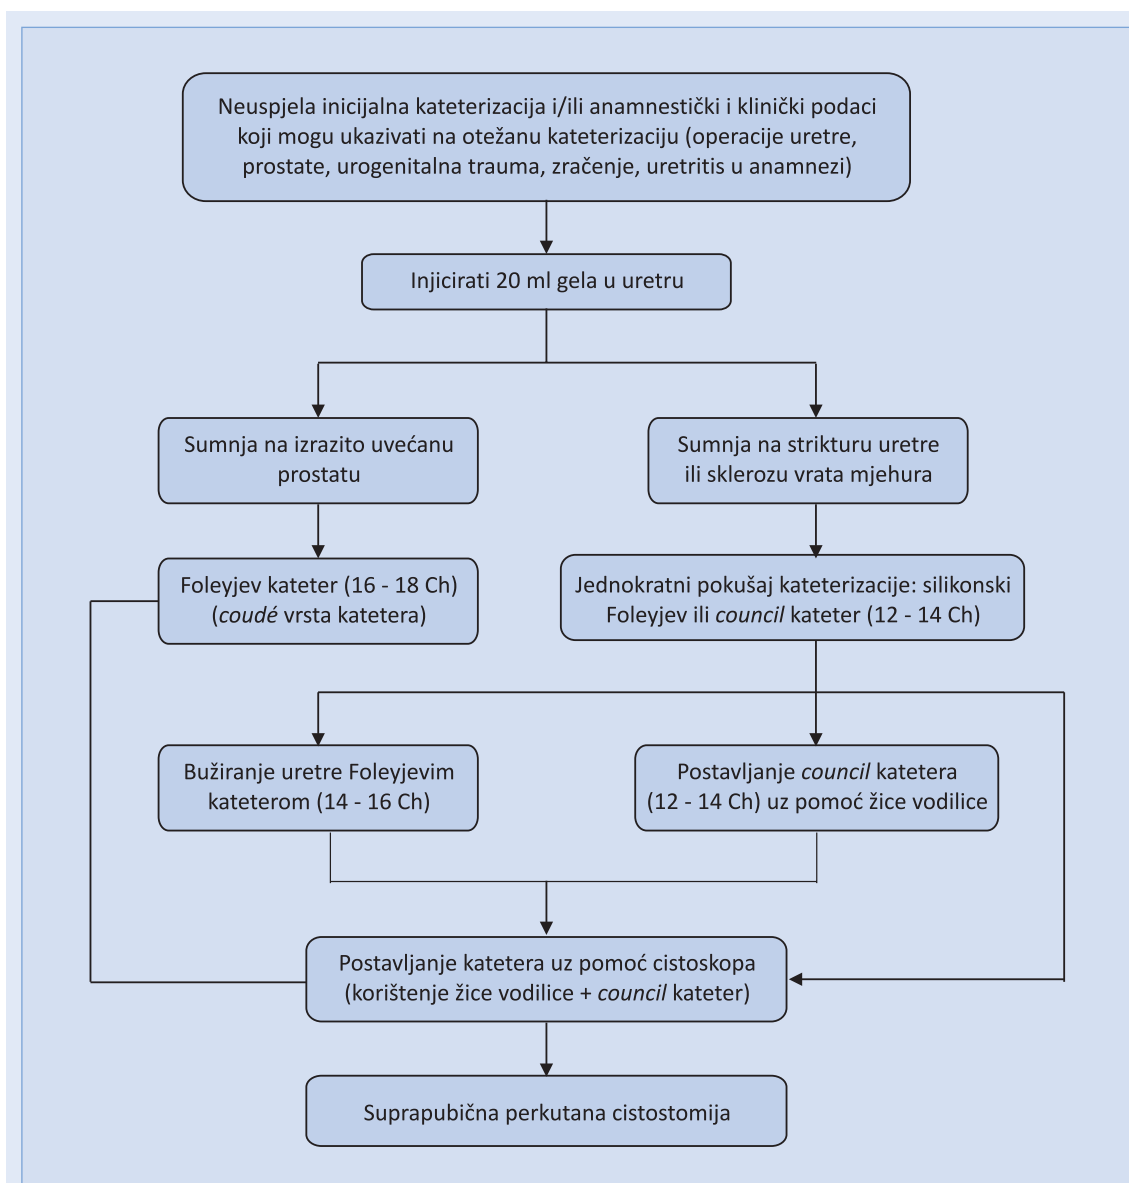 Neuspjela inicijalna kateterizacija i/ili anamnestički i klinički podaci
koji mogu ukazivati na otežanu kateterizaciju (operacije uretre,
prostate, urogenitalna trauma, zračenje, uretritis u anamnezi)
Injicirati 20 ml gela u uretru
Sumnja na izrazito uvećanu
prostatu
Sumnja na strikturu uretre
ili sklerozu vrata mjehura
Foleyjev kateter (16 - 18 Ch)
(coudé vrsta katetera)
Jednokratni pokušaj kateterizacije: silikonski
Foleyjev ili council kateter (12 - 14 Ch)
Bužiranje uretre Foleyjevim
kateterom (14 - 16 Ch)
Postavljanje council katetera
(12 - 14 Ch) uz pomoć žice vodilice
Postavljanje katetera uz pomoć cistoskopa
(korištenje žice vodilice + council kateter)
Suprapubična perkutana cistostomija